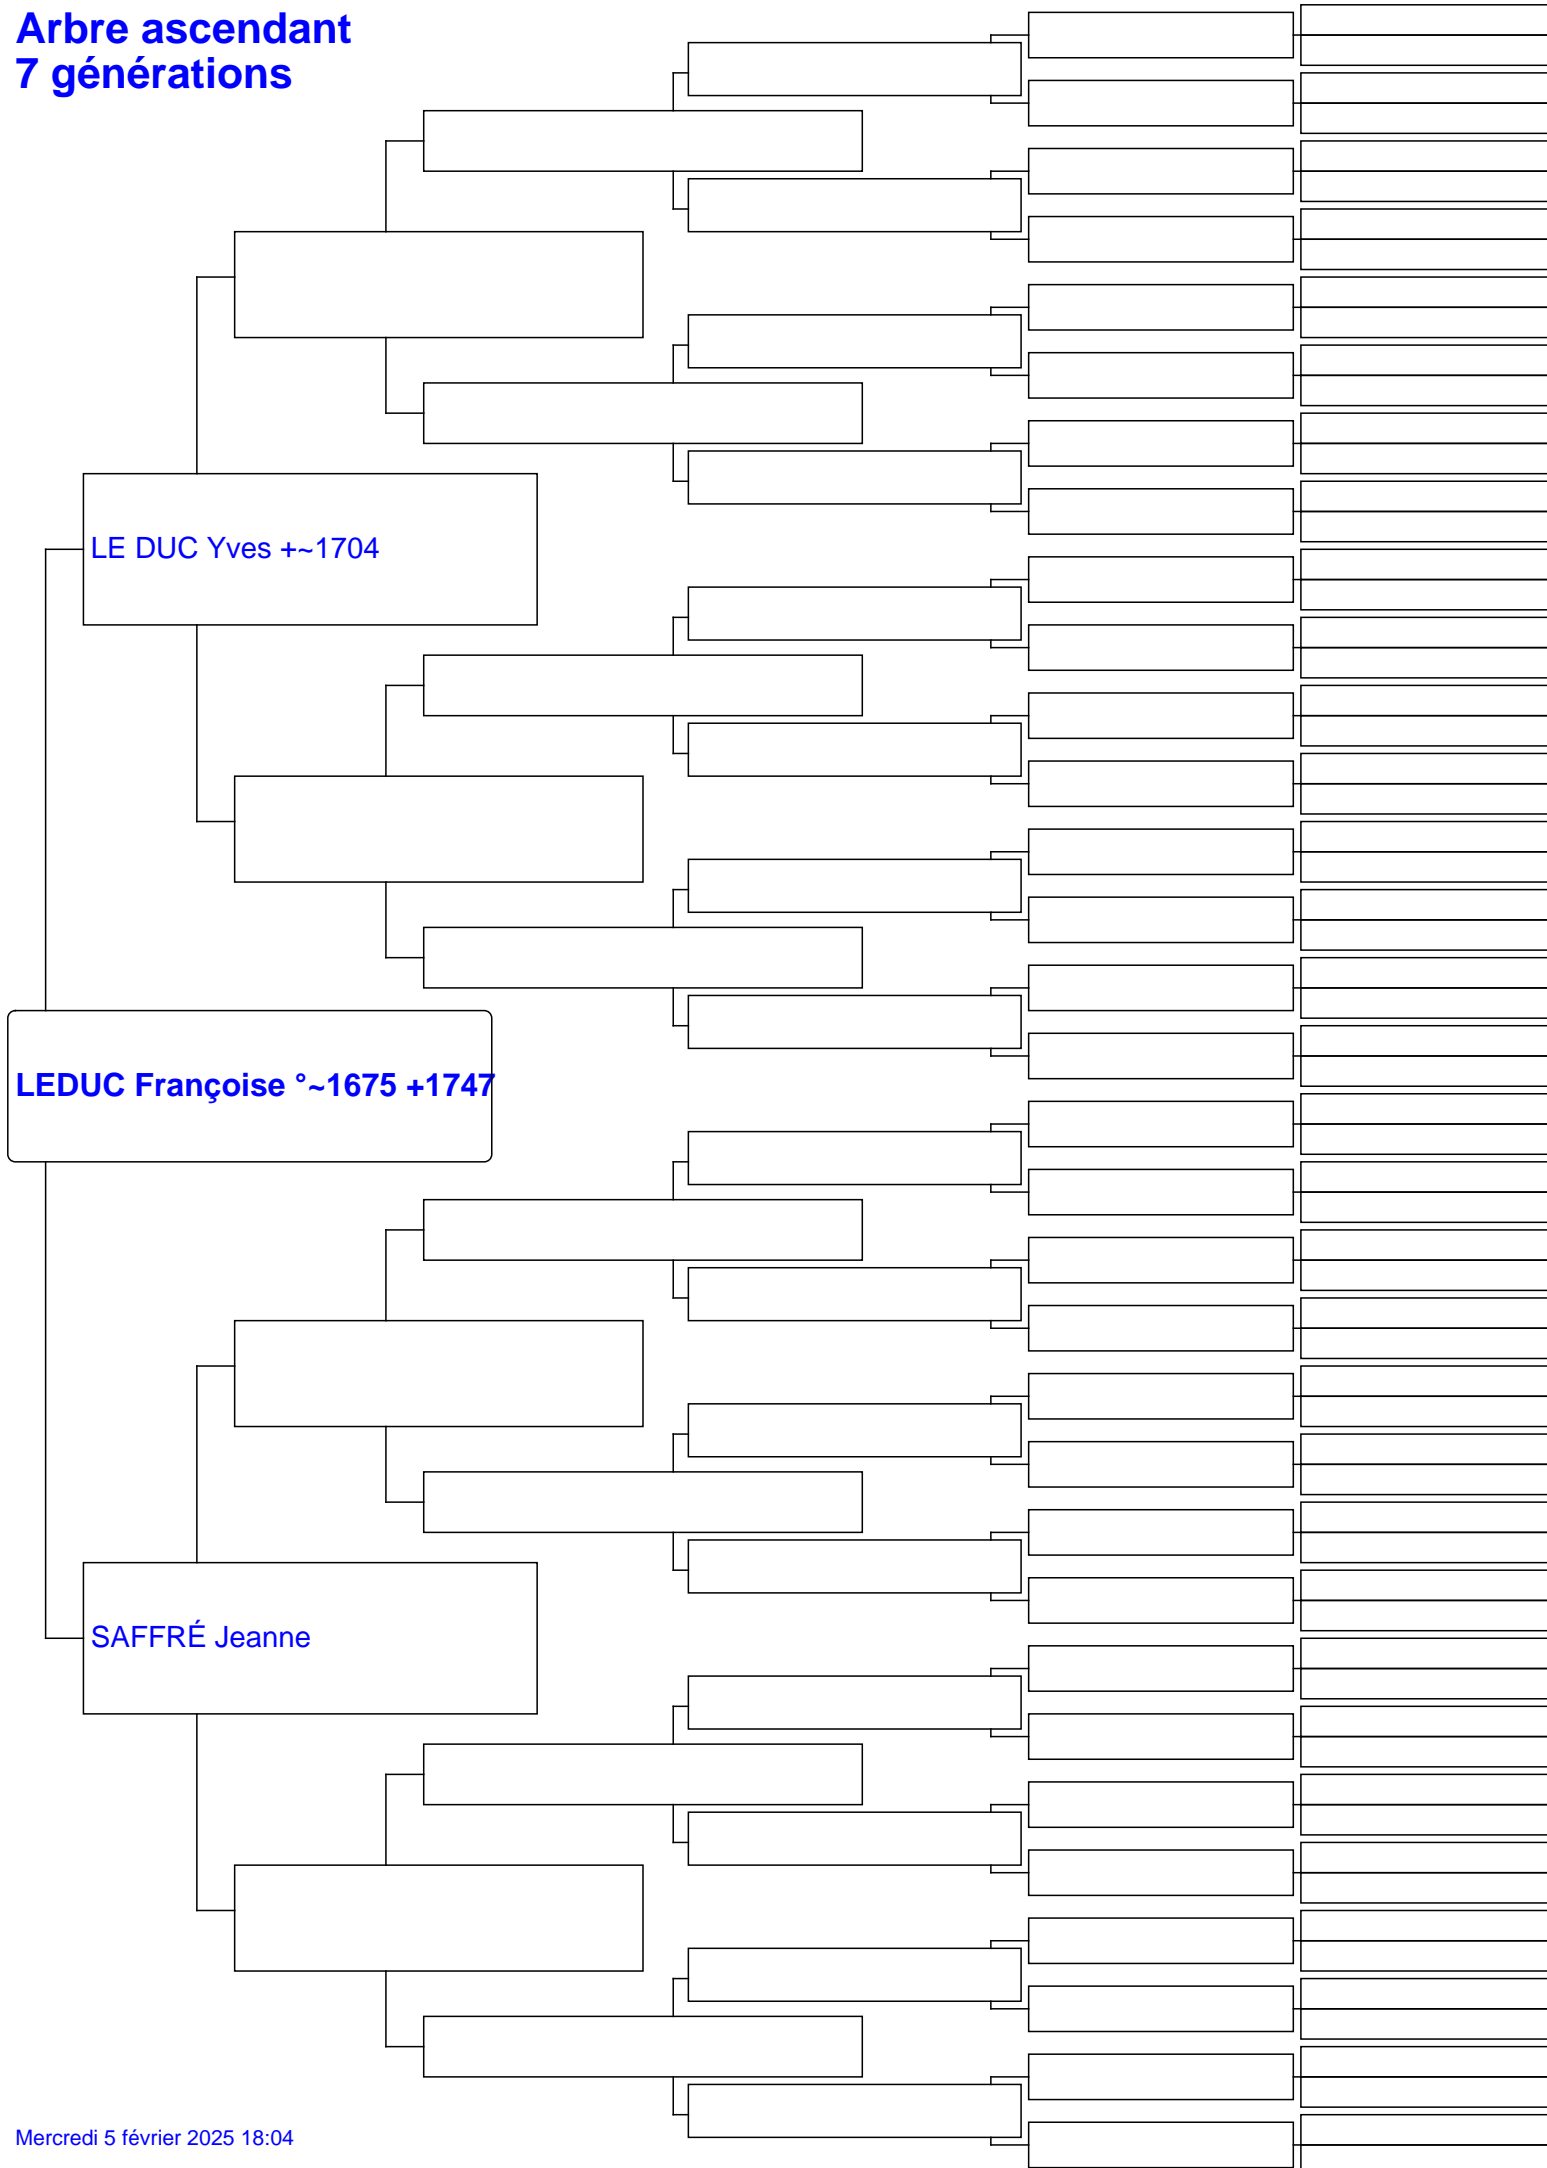 Arbre ascendant
7 générations
LE DUC Yves +~1704
LEDUC Françoise °~1675 +1747
SAFFRÉ Jeanne
Mercredi 5 février 2025 18:04